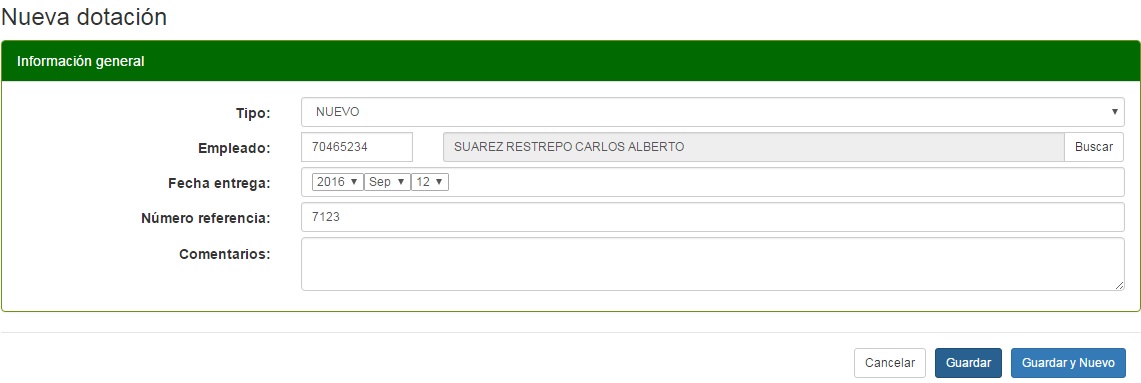 Nueva dotación
Información general
Tipo: NUEVO
Empleado: 70465234 SUAREZ RESTREPO CARLOS ALBERTO Buscar
Fecha entrega: 2016 Sep 12
Número referencia: 7123
Comentarios:
Cancelar Guardar Guardar y Nuevo